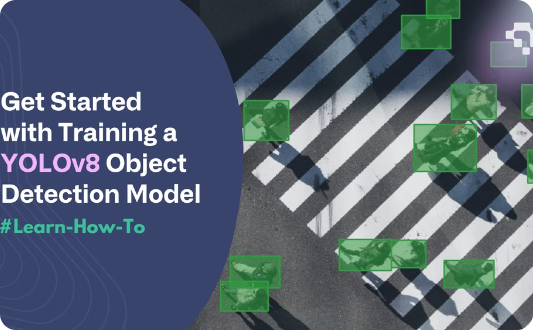 Get Started
with Training a
YOLOv8 Object
Detection Model
#Learn-How-To